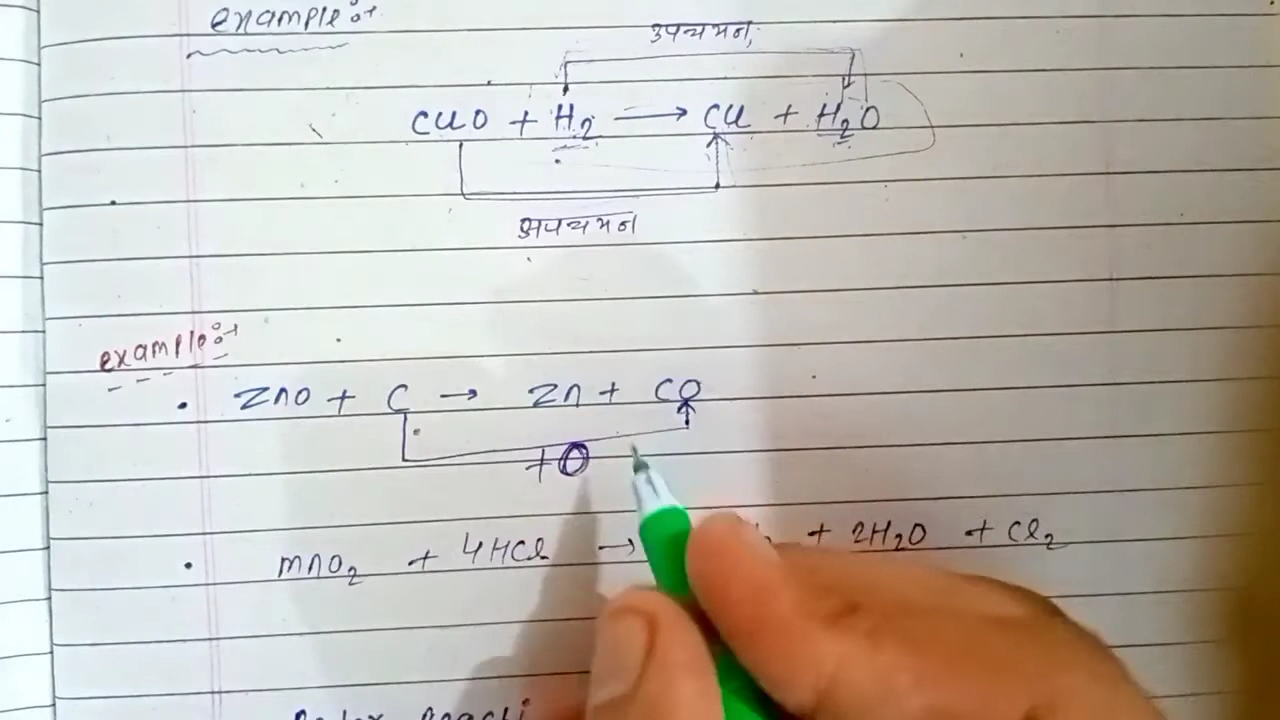 example:-
उपचयन,
CuO + H₂ ⟶ Cu + H₂O
अपचयन
example:-
• ZnO + C → Zn + CO
+O
• mnO₂ + 4HCl → + 2H₂O + Cl₂